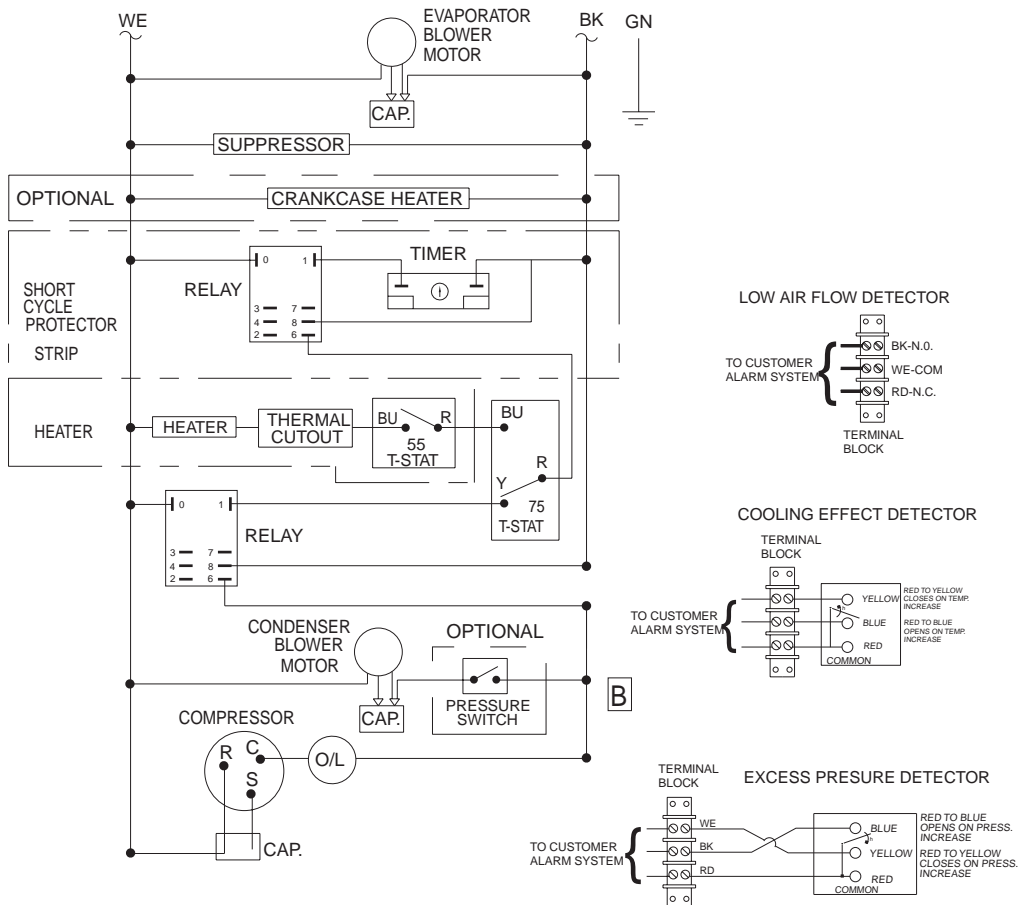 WE
EVAPORATOR
BLOWER
MOTOR
BK
GN
CAP.
SUPPRESSOR
OPTIONAL
CRANKCASE HEATER
SHORT
CYCLE
PROTECTOR
STRIP
RELAY
0 1
3 7
4 8
2 6
TIMER
HEATER
HEATER
THERMAL
CUTOUT
BU R
55
T-STAT
BU
R
Y
75
T-STAT
0 1
3 7
4 8
2 6
RELAY
CONDENSER
BLOWER
MOTOR
CAP.
OPTIONAL
PRESSURE
SWITCH
B
COMPRESSOR
R C
S
O/L
CAP.
LOW AIR FLOW DETECTOR
TO CUSTOMER
ALARM SYSTEM
BK-N.0.
WE-COM
RD-N.C.
TERMINAL
BLOCK
COOLING EFFECT DETECTOR
TERMINAL
BLOCK
TO CUSTOMER
ALARM SYSTEM
YELLOW
RED TO YELLOW
CLOSES ON TEMP.
INCREASE
BLUE
RED TO BLUE
OPENS ON TEMP.
INCREASE
RED
COMMON
EXCESS PRESURE DETECTOR
TERMINAL
BLOCK
TO CUSTOMER
ALARM SYSTEM
WE
BK
RD
BLUE
RED TO BLUE
OPENS ON PRESS.
INCREASE
YELLOW
RED TO YELLOW
CLOSES ON PRESS.
INCREASE
RED
COMMON